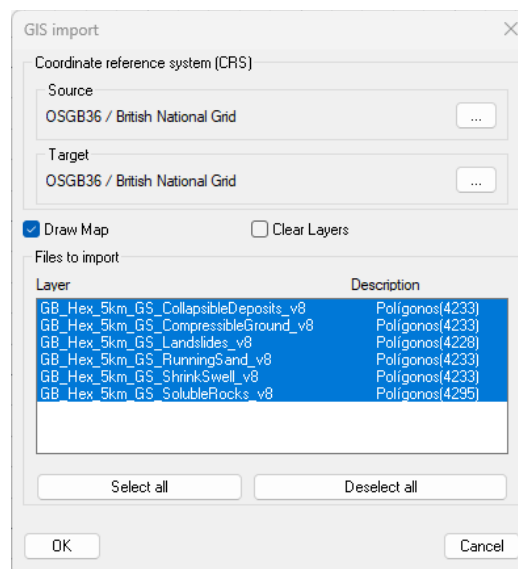 GIS import
Coordinate reference system (CRS)
Source
OSGB36 / British National Grid
...
Target
OSGB36 / British National Grid
...
Draw Map Clear Layers
Files to import
Layer Description
GB_Hex_5km_GS_CollapsibleDeposits_v8 Polígonos(4233)
GB_Hex_5km_GS_CompressibleGround_v8 Polígonos(4233)
GB_Hex_5km_GS_Landslides_v8 Polígonos(4228)
GB_Hex_5km_GS_RunningSand_v8 Polígonos(4233)
GB_Hex_5km_GS_ShrinkSwell_v8 Polígonos(4233)
GB_Hex_5km_GS_SolubleRocks_v8 Polígonos(4295)
Select all Deselect all
OK Cancel